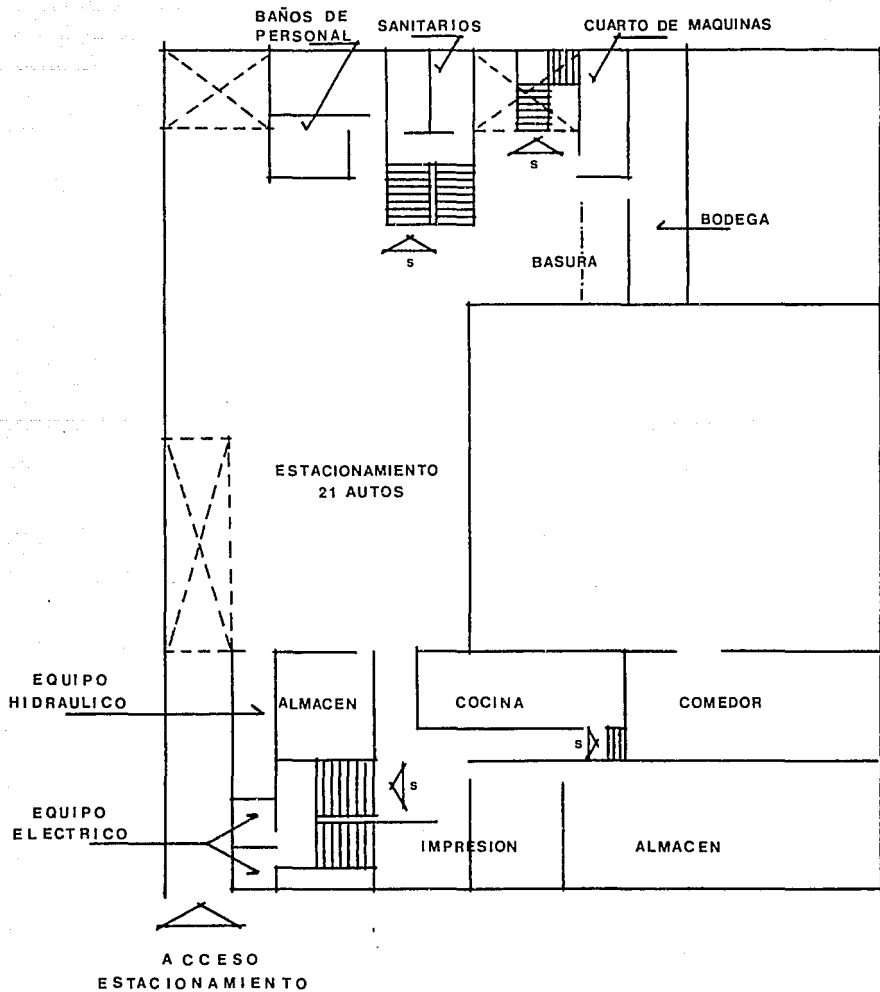 BAÑOS DE
PERSONAL
SANITARIOS
CUARTO DE MAQUINAS
S
S
BODEGA
BASURA
ESTACIONAMIENTO
21 AUTOS
EQUIPO
HIDRAULICO
ALMACEN
COCINA
COMEDOR
S
S
EQUIPO
ELECTRICO
IMPRESION
ALMACEN
ACCESO
ESTACIONAMIENTO